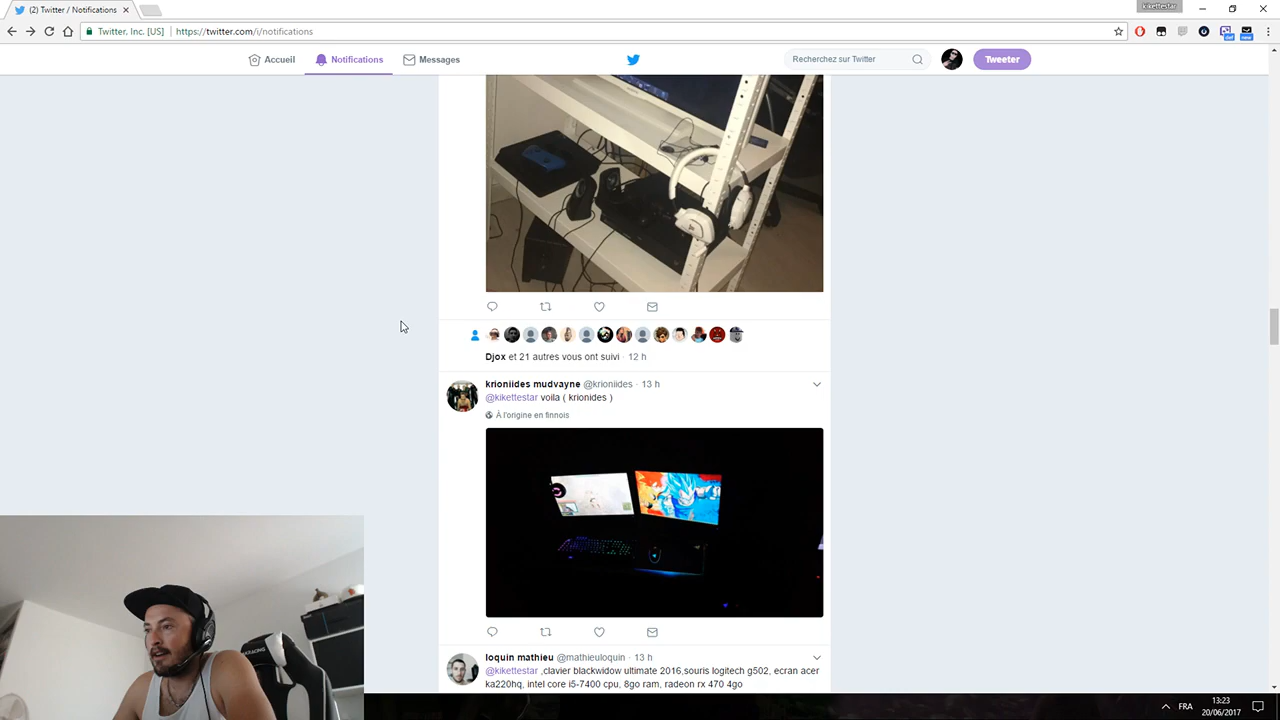 kikettestar
(2) Twitter / Notifications
Twitter, Inc. [US] https://twitter.com/i/notifications
Accueil Notifications Messages Recherchez sur Twitter Tweeter
Djox et 21 autres vous ont suivi · 12 h
krioniides mudvayne @krioniides · 13 h
@kikettestar voila ( krionides )
À l'origine en finnois
loquin mathieu @mathieuloquin · 13 h
@kikettestar ,clavier blackwidow ultimate 2016,souris logitech g502, ecran acer
ka220hq, intel core i5-7400 cpu, 8go ram, radeon rx 470 4go
13:23
FRA
20/06/2017